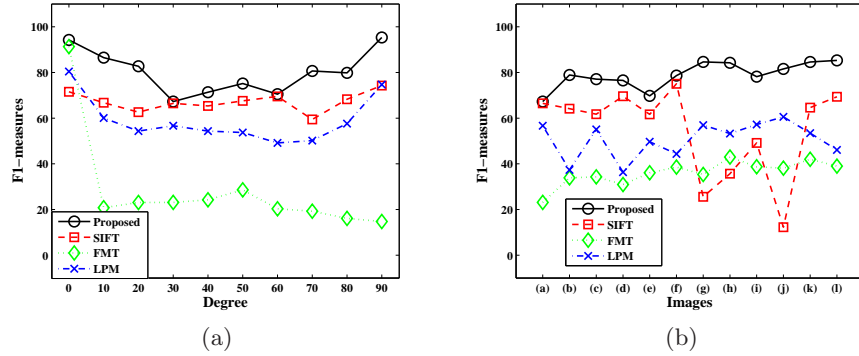 100
80
60
40
20
0
F1−measures
Proposed
SIFT
FMT
LPM
0 10 20 30 40 50 60 70 80 90
Degree
(a)
100
80
60
40
20
0
F1−measures
Proposed
SIFT
FMT
LPM
(a) (b) (c) (d) (e) (f) (g) (h) (i) (j) (k) (l)
Images
(b)